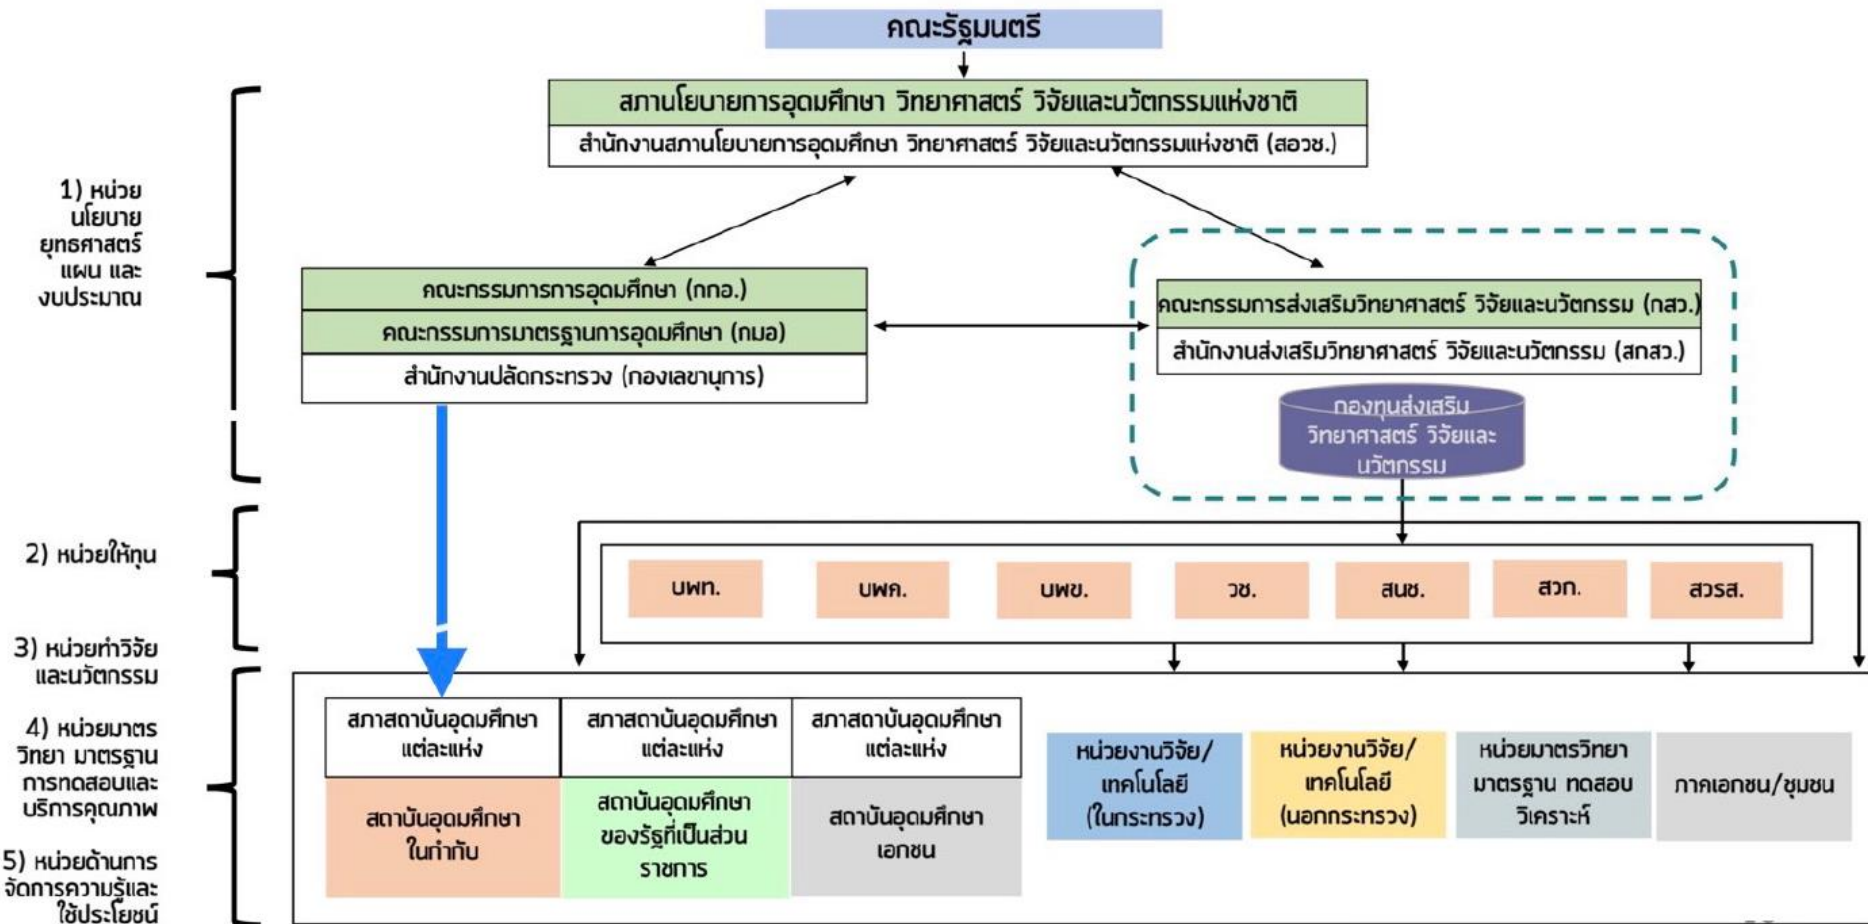 คณะรัฐมนตรี
สภานโยบายการอุดมศึกษา วิทยาศาสตร์ วิจัยและนวัตกรรมแห่งชาติ
สำนักงานสภานโยบายการอุดมศึกษา วิทยาศาสตร์ วิจัยและนวัตกรรมแห่งชาติ (สอวช.)
1) หน่วย
นโยบาย
ยุทธศาสตร์
แผน และ
งบประมาณ
คณะกรรมการการอุดมศึกษา (กกอ.)
คณะกรรมการมาตรฐานการอุดมศึกษา (กมอ)
สำนักงานปลัดกระทรวง (กองเลขานุการ)
คณะกรรมการส่งเสริมวิทยาศาสตร์ วิจัยและนวัตกรรม (กสว.)
สำนักงานส่งเสริมวิทยาศาสตร์ วิจัยและนวัตกรรม (สกสว.)
กองทุนส่งเสริม
วิทยาศาสตร์ วิจัยและ
นวัตกรรม
2) หน่วยให้ทุน
บพท.
บพค.
บพข.
วช.
สนช.
สวก.
สวรส.
3) หน่วยทำวิจัย
และนวัตกรรม
4) หน่วยมาตร
วิทยา มาตรฐาน
การทดสอบและ
บริการคุณภาพ
5) หน่วยด้านการ
จัดการความรู้และ
ใช้ประโยชน์
สภาสถาบันอุดมศึกษา
แต่ละแห่ง
สภาสถาบันอุดมศึกษา
แต่ละแห่ง
สภาสถาบันอุดมศึกษา
แต่ละแห่ง
สถาบันอุดมศึกษา
ในกำกับ
สถาบันอุดมศึกษา
ของรัฐที่เป็นส่วน
ราชการ
สถาบันอุดมศึกษา
เอกชน
หน่วยงานวิจัย/
เทคโนโลยี
(ในกระทรวง)
หน่วยงานวิจัย/
เทคโนโลยี
(นอกกระทรวง)
หน่วยมาตรวิทยา
มาตรฐาน ทดสอบ
วิเคราะห์
ภาคเอกชน/ชุมชน